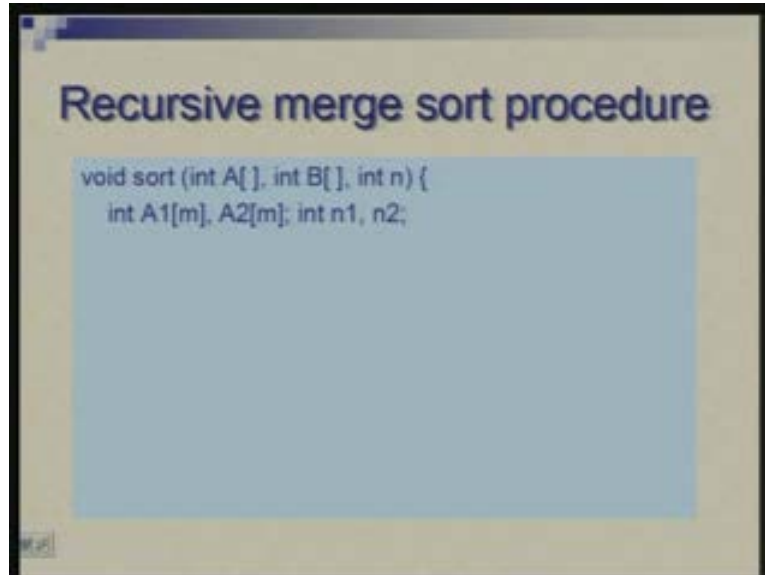 Recursive merge sort procedure
void sort (int A[ ], int B[ ], int n) {
int A1[m], A2[m]; int n1, n2;